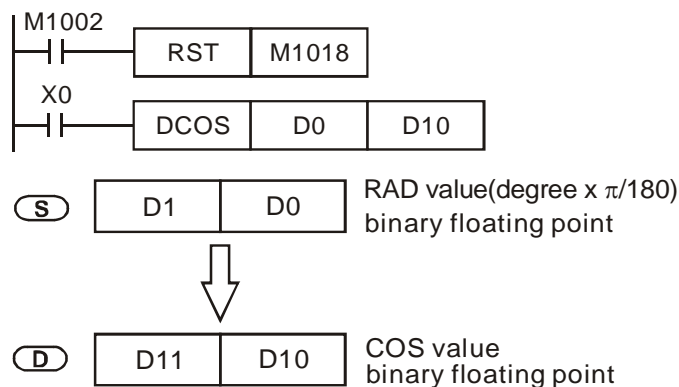 M1002
RST M1018
X0
DCOS D0 D10
S D1 D0 RAD value(degree x π/180)
binary floating point
D D11 D10 COS value
binary floating point